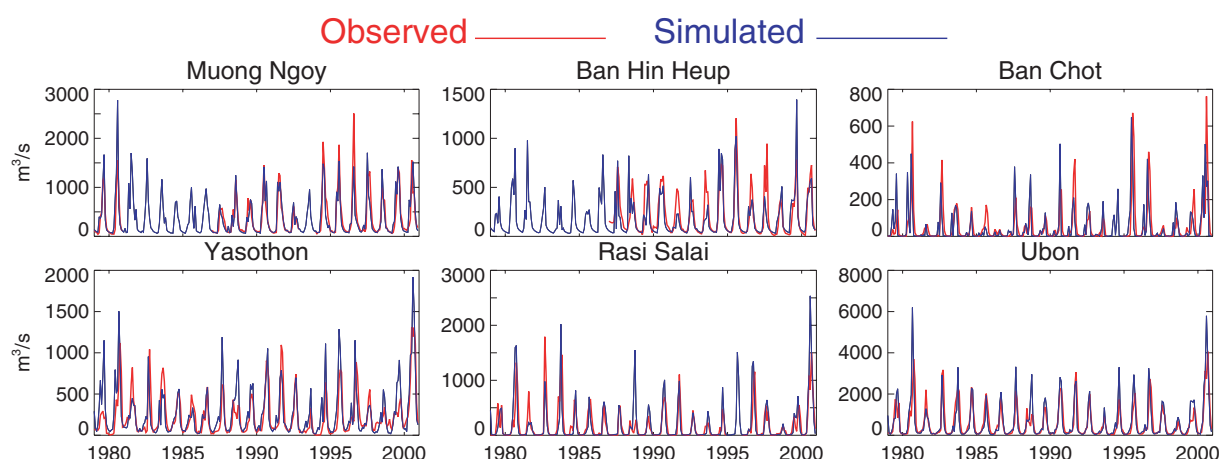 Observed Simulated
Muong Ngoy Ban Hin Heup Ban Chot
3000 1500 800
2000 1000 600
m³/s 400
1000 500 200
0 0 0
Yasothon Rasi Salai Ubon
2000 3000 8000
1500 6000
m³/s 2000
1000 4000
500 1000 2000
0 0 0
1980 1985 1990 1995 2000 1980 1985 1990 1995 2000 1980 1985 1990 1995 2000